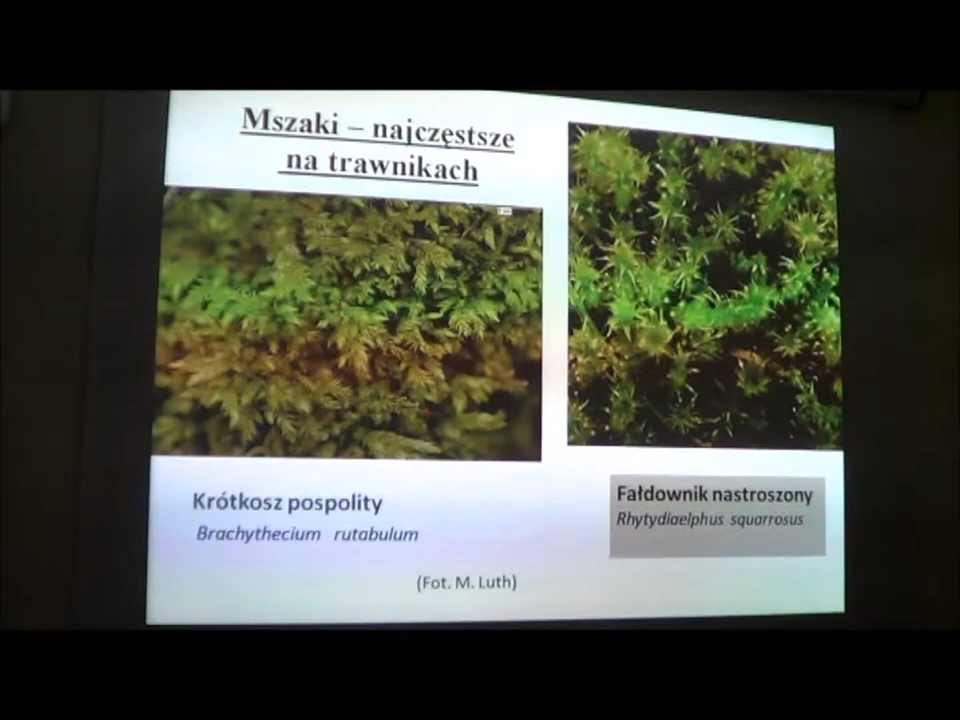 Mszaki – najczęstsze
na trawnikach
Krótkosz pospolity
Brachythecium rutabulum
Fałdownik nastroszony
Rhytydiaelphus squarrosus
(Fot. M. Luth)